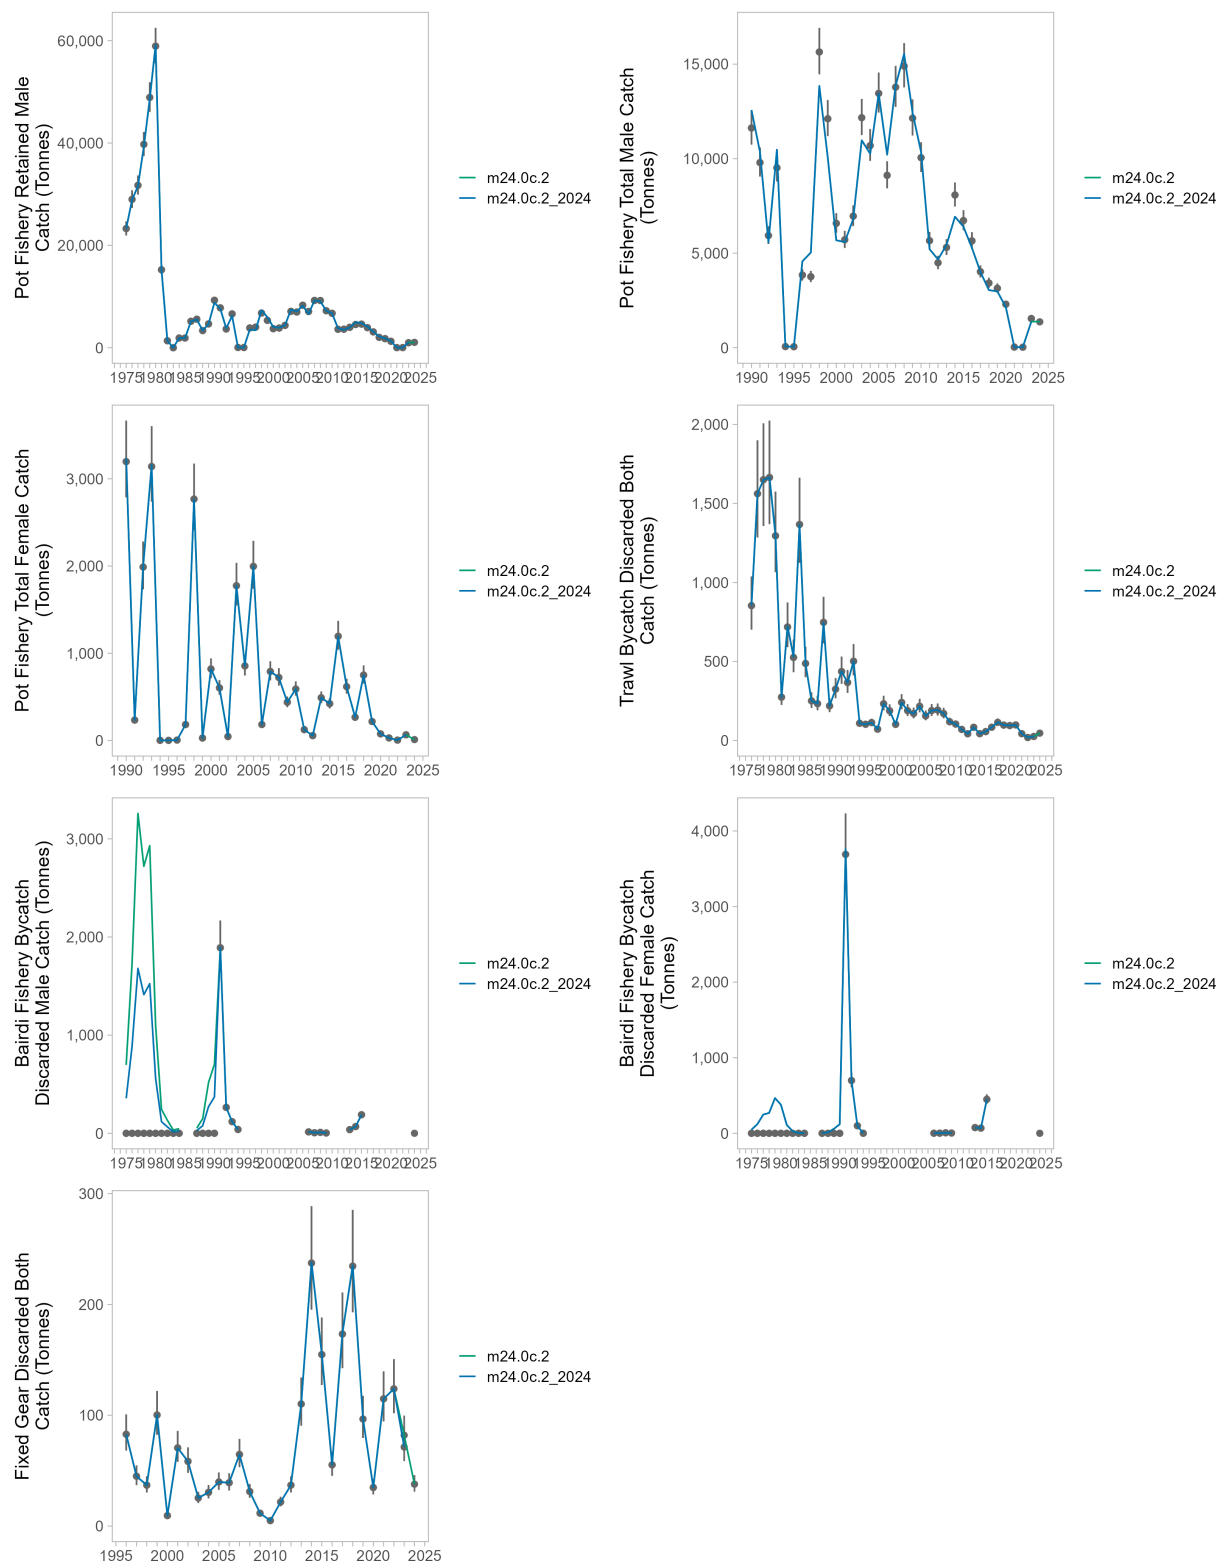 Pot Fishery Retained Male
Catch (Tonnes)
60,000
40,000
20,000
0
1975 1980 1985 1990 1995 2000 2005 2010 2015 2020 2025
m24.0c.2
m24.0c.2_2024
Pot Fishery Total Male Catch
(Tonnes)
15,000
10,000
5,000
0
1990 1995 2000 2005 2010 2015 2020 2025
m24.0c.2
m24.0c.2_2024
Pot Fishery Total Female Catch
(Tonnes)
3,000
2,000
1,000
0
1990 1995 2000 2005 2010 2015 2020 2025
m24.0c.2
m24.0c.2_2024
Trawl Bycatch Discarded Both
Catch (Tonnes)
2,000
1,500
1,000
500
0
1975 1980 1985 1990 1995 2000 2005 2010 2015 2020 2025
m24.0c.2
m24.0c.2_2024
Bairdi Fishery Bycatch
Discarded Male Catch (Tonnes)
3,000
2,000
1,000
0
1975 1980 1985 1990 1995 2000 2005 2010 2015 2020 2025
m24.0c.2
m24.0c.2_2024
Bairdi Fishery Bycatch
Discarded Female Catch
(Tonnes)
4,000
3,000
2,000
1,000
0
1975 1980 1985 1990 1995 2000 2005 2010 2015 2020 2025
m24.0c.2
m24.0c.2_2024
Fixed Gear Discarded Both
Catch (Tonnes)
300
200
100
0
1995 2000 2005 2010 2015 2020 2025
m24.0c.2
m24.0c.2_2024